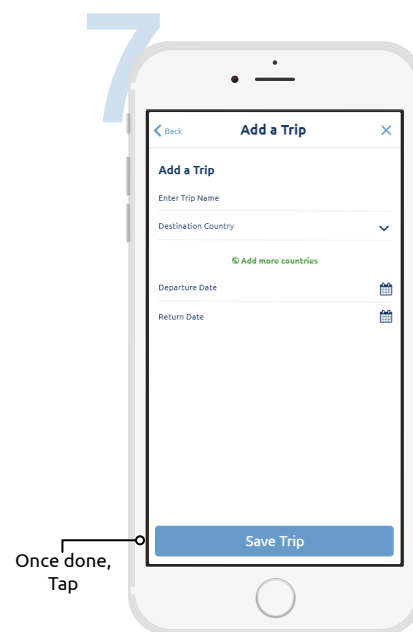 7
Back Add a Trip
Add a Trip
Enter Trip Name
Destination Country
Add more countries
Departure Date
Return Date
Save Trip
Once done,
Tap